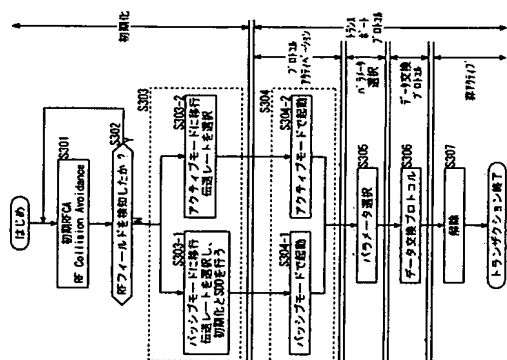 はじめ
S301
初期RFCA
RF Collision Avoidance
S302
RFフィールドを検知したか?
Y
N
S303
S303-1
パッシブモードに移行
伝送レートを選択し、
初期化とSDDを行う
S303-2
アクティブモードに移行
伝送レートを選択
S304
S304-1
パッシブモードで起動
S304-2
アクティブモードで起動
S305
パラメータ選択
S306
データ交換プロトコル
S307
解除
トランザクション終了
初期化
トランス
ポート
プロトコル
プロトコル
アクティベーション
パラメータ
選択
データ交換
プロトコル
非アクティブ